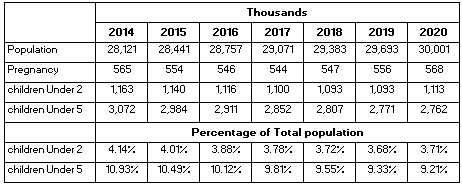 Thousands
2014 2015 2016 2017 2018 2019 2020
Population 28,121 28,441 28,757 29,071 29,383 29,693 30,001
Pregnancy 565 554 546 544 547 556 568
children Under 2 1,163 1,140 1,116 1,100 1,093 1,093 1,113
children Under 5 3,072 2,984 2,911 2,852 2,807 2,771 2,762
Percentage of Total population
children Under 2 4.14% 4.01% 3.88% 3.78% 3.72% 3.68% 3.71%
children Under 5 10.93% 10.49% 10.12% 9.81% 9.55% 9.33% 9.21%